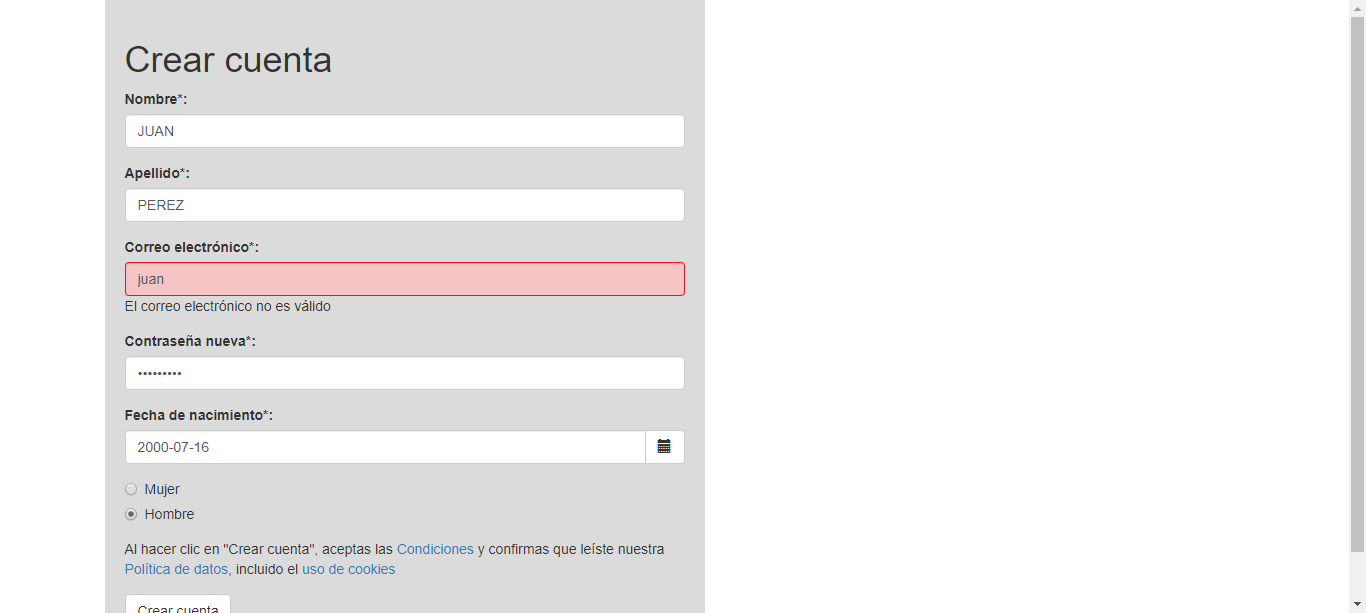 Crear cuenta
Nombre*:
JUAN
Apellido*:
PEREZ
Correo electrónico*:
juan
El correo electrónico no es válido
Contraseña nueva*:
•••••••••
Fecha de nacimiento*:
2000-07-16
Mujer
Hombre
Al hacer clic en "Crear cuenta", aceptas las Condiciones y confirmas que leíste nuestra
Política de datos, incluido el uso de cookies
Crear cuenta